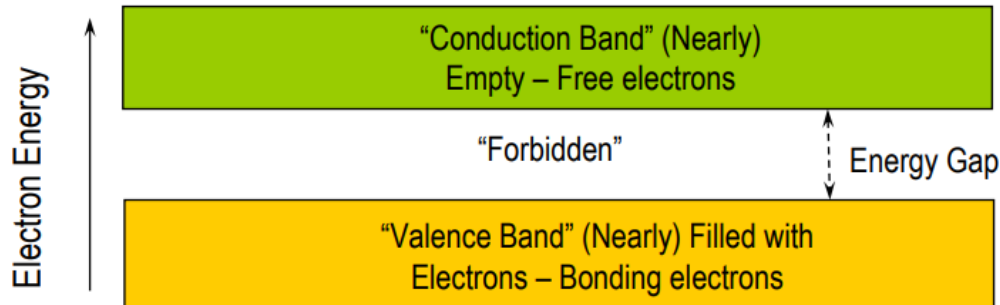 Electron Energy
“Conduction Band” (Nearly)
Empty – Free electrons
“Forbidden”
Energy Gap
“Valence Band” (Nearly) Filled with
Electrons – Bonding electrons